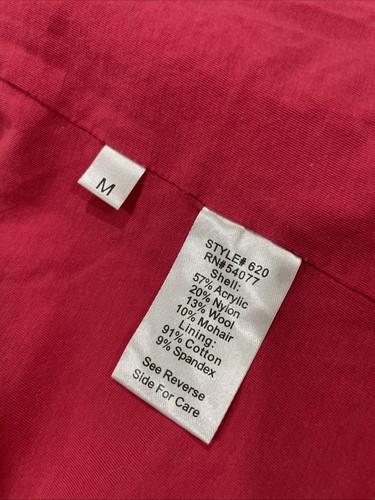 M
STYLE# 620
RN#54077
Shell:
57% Acrylic
20% Nylon
13% Wool
10% Mohair
Lining:
91% Cotton
9% Spandex
See Reverse
Side For Care